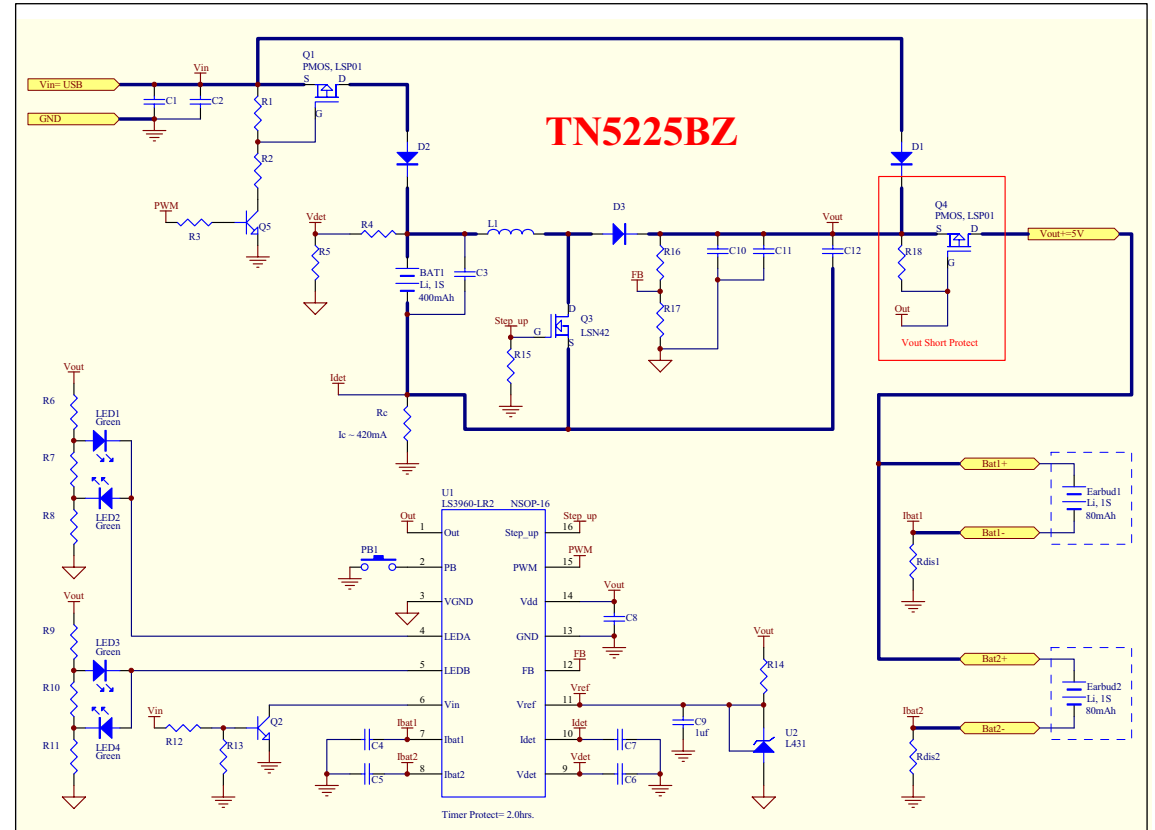 Q1
PMOS, LSP01
Vin
S D
G
Vin= USB
GND
C1
C2
R1
R2
TN5225BZ
D2
D1
PWM
R3
Q5
Vdet
R4
R5
L1
D3
Vout
Q4
PMOS, LSP01
S D
G
Vout+=5V
BAT1
Li, 1S
400mAh
C3
R16
C10
C11
C12
R18
FB
R17
Out
Vout Short Protect
Step_up
G
D
S
Q3
LSN42
R15
Idet
Rc
Ic ~ 420mA
Vout
R6
LED1
Green
R7
LED2
Green
R8
Vout
R9
LED3
Green
R10
LED4
Green
R11
Vin
R12
R13
Q2
PB1
U1
LS3960-LR2 NSOP-16
Out
1
Out
2
PB
3
VGND
4
LEDA
5
LEDB
6
Vin
Ibat1
7
Ibat1
Ibat2
8
Ibat2
C4
C5
Step_up
Step_up
16
PWM
PWM
15
Vdd
14
Vout
C8
GND
13
FB
FB
12
Vref
Vref
11
Idet
Idet
10
C7
Vdet
Vdet
9
C6
C9
1uf
Vout
R14
U2
L431
Timer Protect= 2.0hrs.
Bat1+
Earbud1
Li, 1S
80mAh
Ibat1
Bat1-
Rdis1
Bat2+
Earbud2
Li, 1S
80mAh
Ibat2
Bat2-
Rdis2